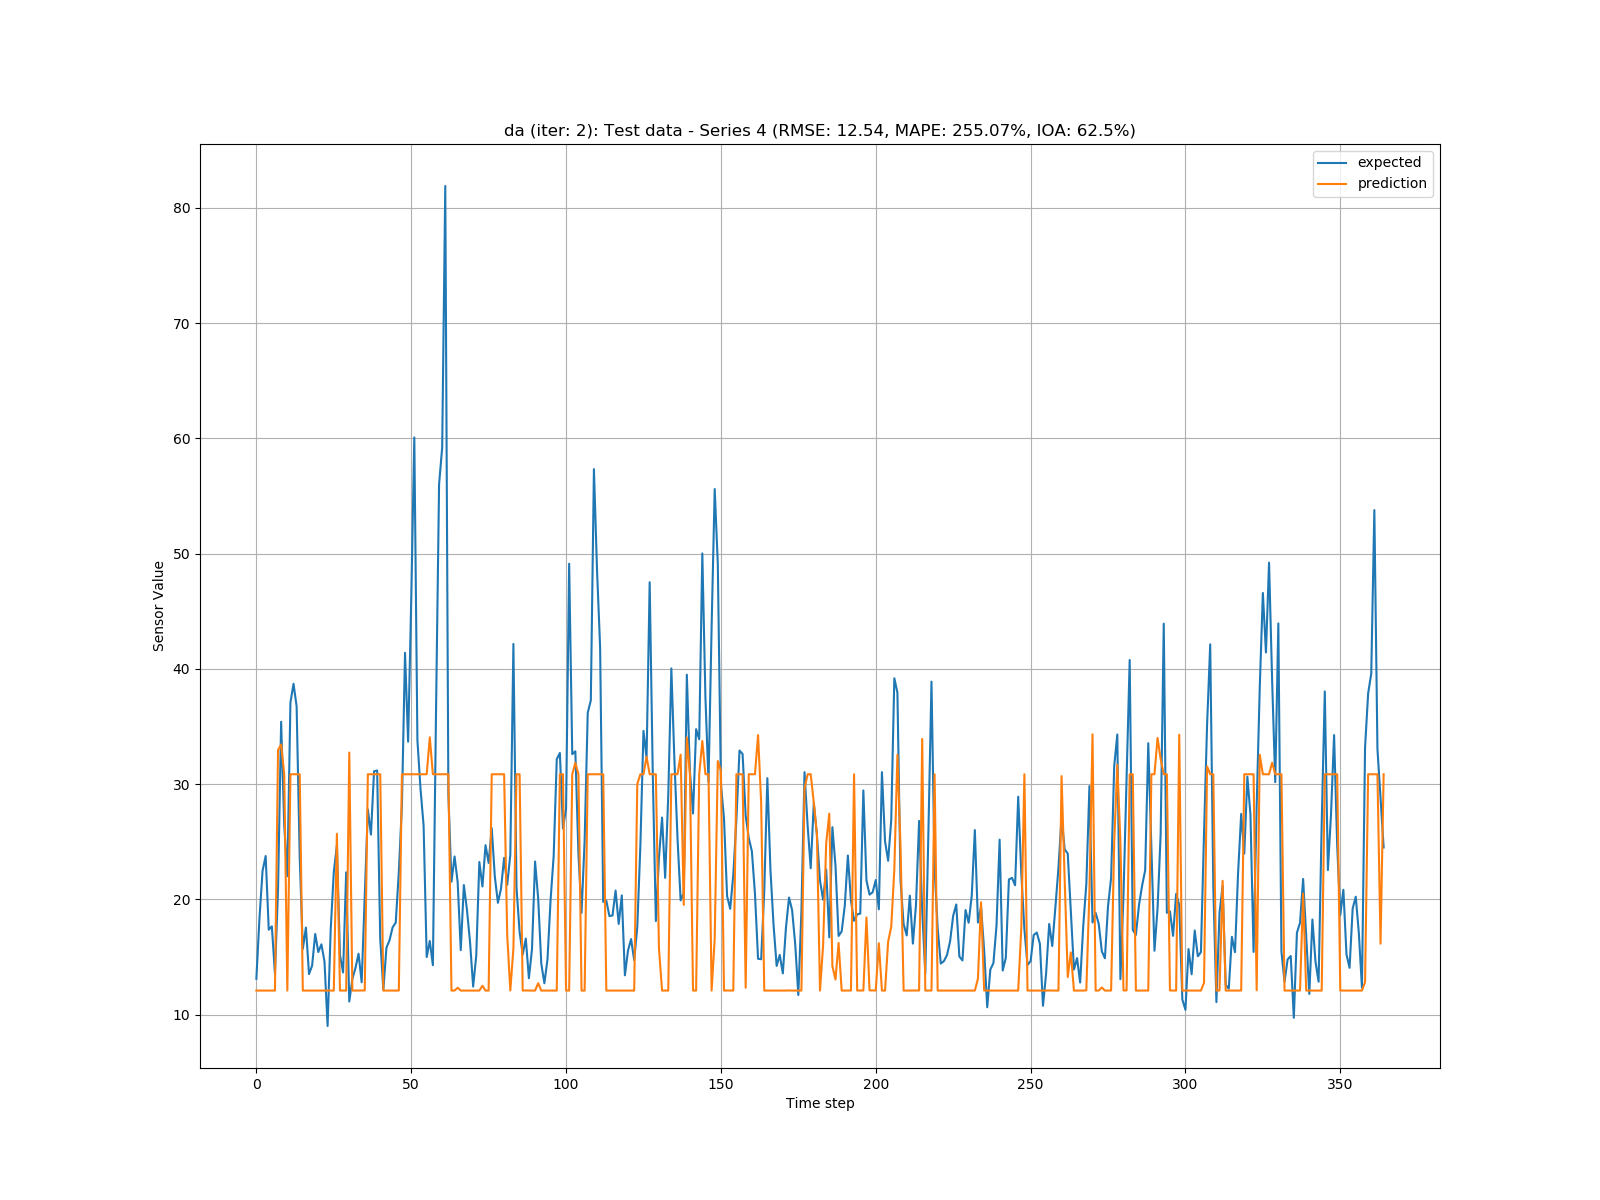 da (iter: 2): Test data - Series 4 (RMSE: 12.54, MAPE: 255.07%, IOA: 62.5%)
expected
prediction
80
70
60
50
40
30
20
10
Sensor Value
0 50 100 150 200 250 300 350
Time step